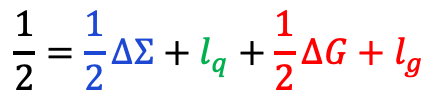 1/2 = 1/2 ΔΣ + l_q + 1/2 ΔG + l_g